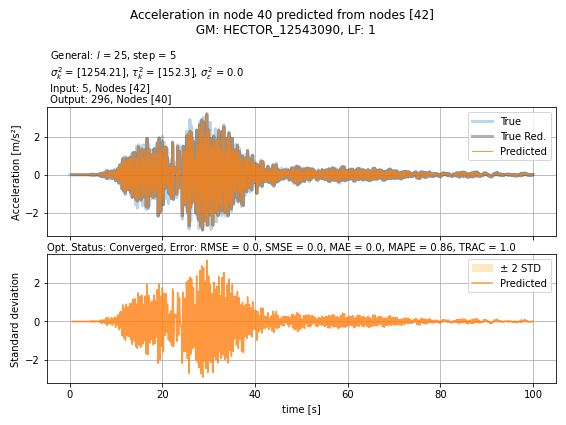 Acceleration in node 40 predicted from nodes [42]
GM: HECTOR_12543090, LF: 1
General: l = 25, step = 5
σ²ₖ = [1254.21], τ²ₖ = [152.3], σ²ε = 0.0
Input: 5, Nodes [42]
Output: 296, Nodes [40]
Acceleration [m/s²]
2
0
−2
True
True Red.
Predicted
Opt. Status: Converged, Error: RMSE = 0.0, SMSE = 0.0, MAE = 0.0, MAPE = 0.86, TRAC = 1.0
Standard deviation
2
0
−2
± 2 STD
Predicted
0 20 40 60 80 100
time [s]